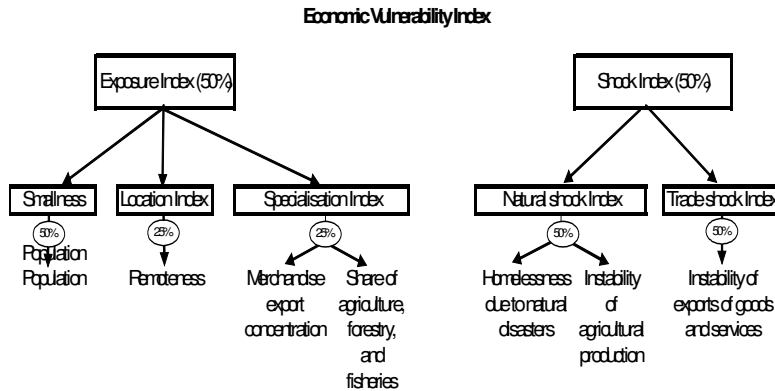 Economic Vulnerability Index
Exposure Index (50%)
Shock Index (50%)
Smallness
Location Index
Specialisation Index
Natural shock Index
Trade shock Index
50%
25%
25%
50%
50%
Population
Population
Remoteness
Merchandise
export
concentration
Share of
agriculture,
forestry,
and
fisheries
Homelessness
due to natural
disasters
Instability
of
agricultural
production
Instability of
exports of goods
and services